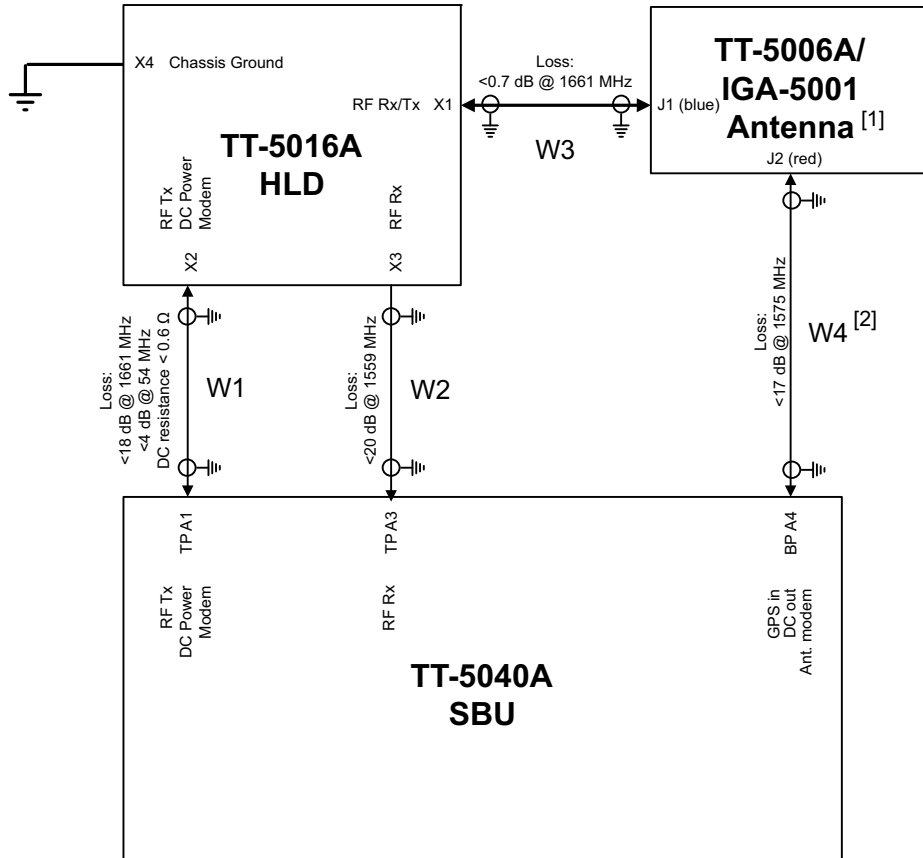 X4 Chassis Ground
RF Rx/Tx X1
TT-5016A
HLD
RF Tx
DC Power
Modem
X2
RF Rx
X3
Loss:
<0.7 dB @ 1661 MHz
W3
TT-5006A/
IGA-5001
Antenna [1]
J1 (blue)
J2 (red)
Loss:
<18 dB @ 1661 MHz
<4 dB @ 54 MHz
DC resistance < 0.6 Ω
W1
Loss:
<20 dB @ 1559 MHz
W2
Loss:
<17 dB @ 1575 MHz
W4 [2]
TP A1
RF Tx
DC Power
Modem
TP A3
RF Rx
BP A4
GPS in
DC out
Ant. modem
TT-5040A
SBU